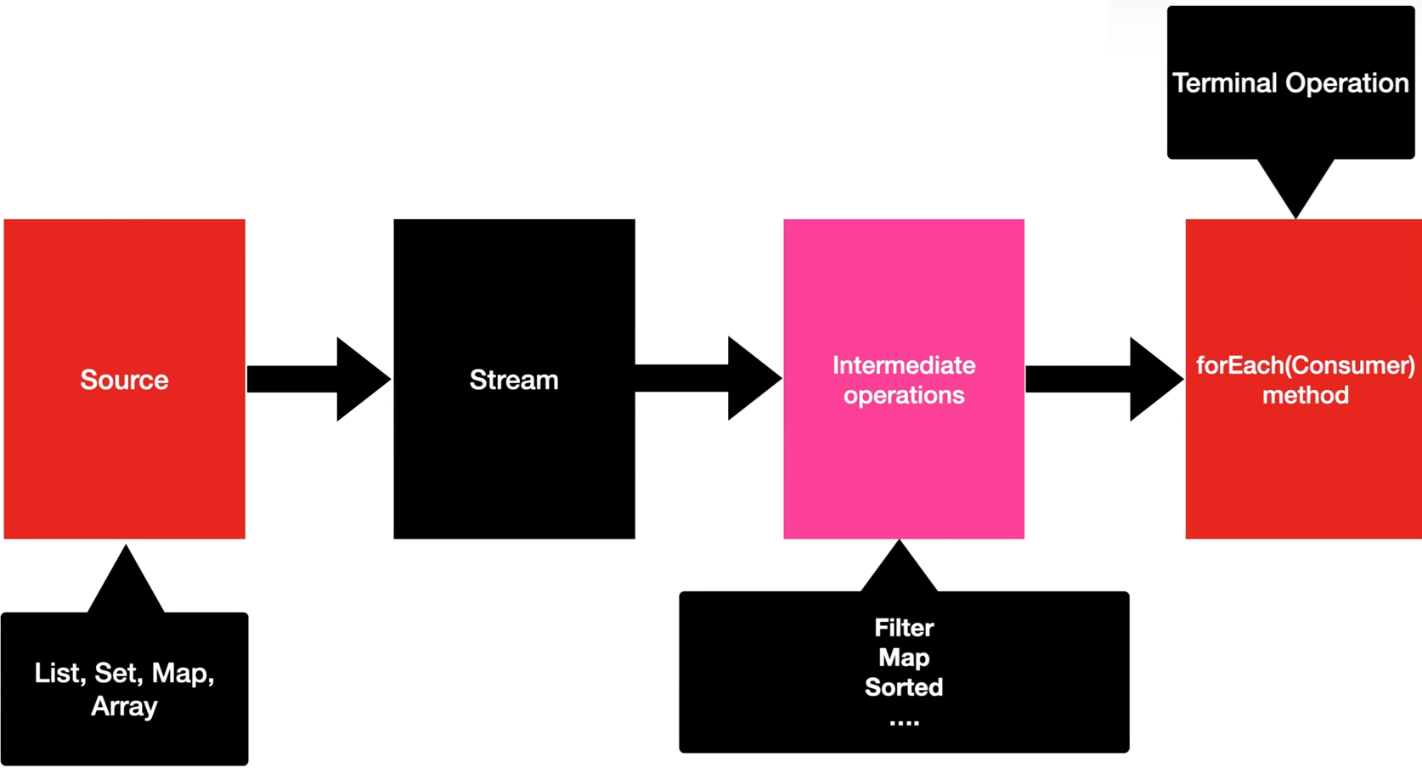 Terminal Operation
Source
Stream
Intermediate
operations
forEach(Consumer)
method
List, Set, Map,
Array
Filter
Map
Sorted
....